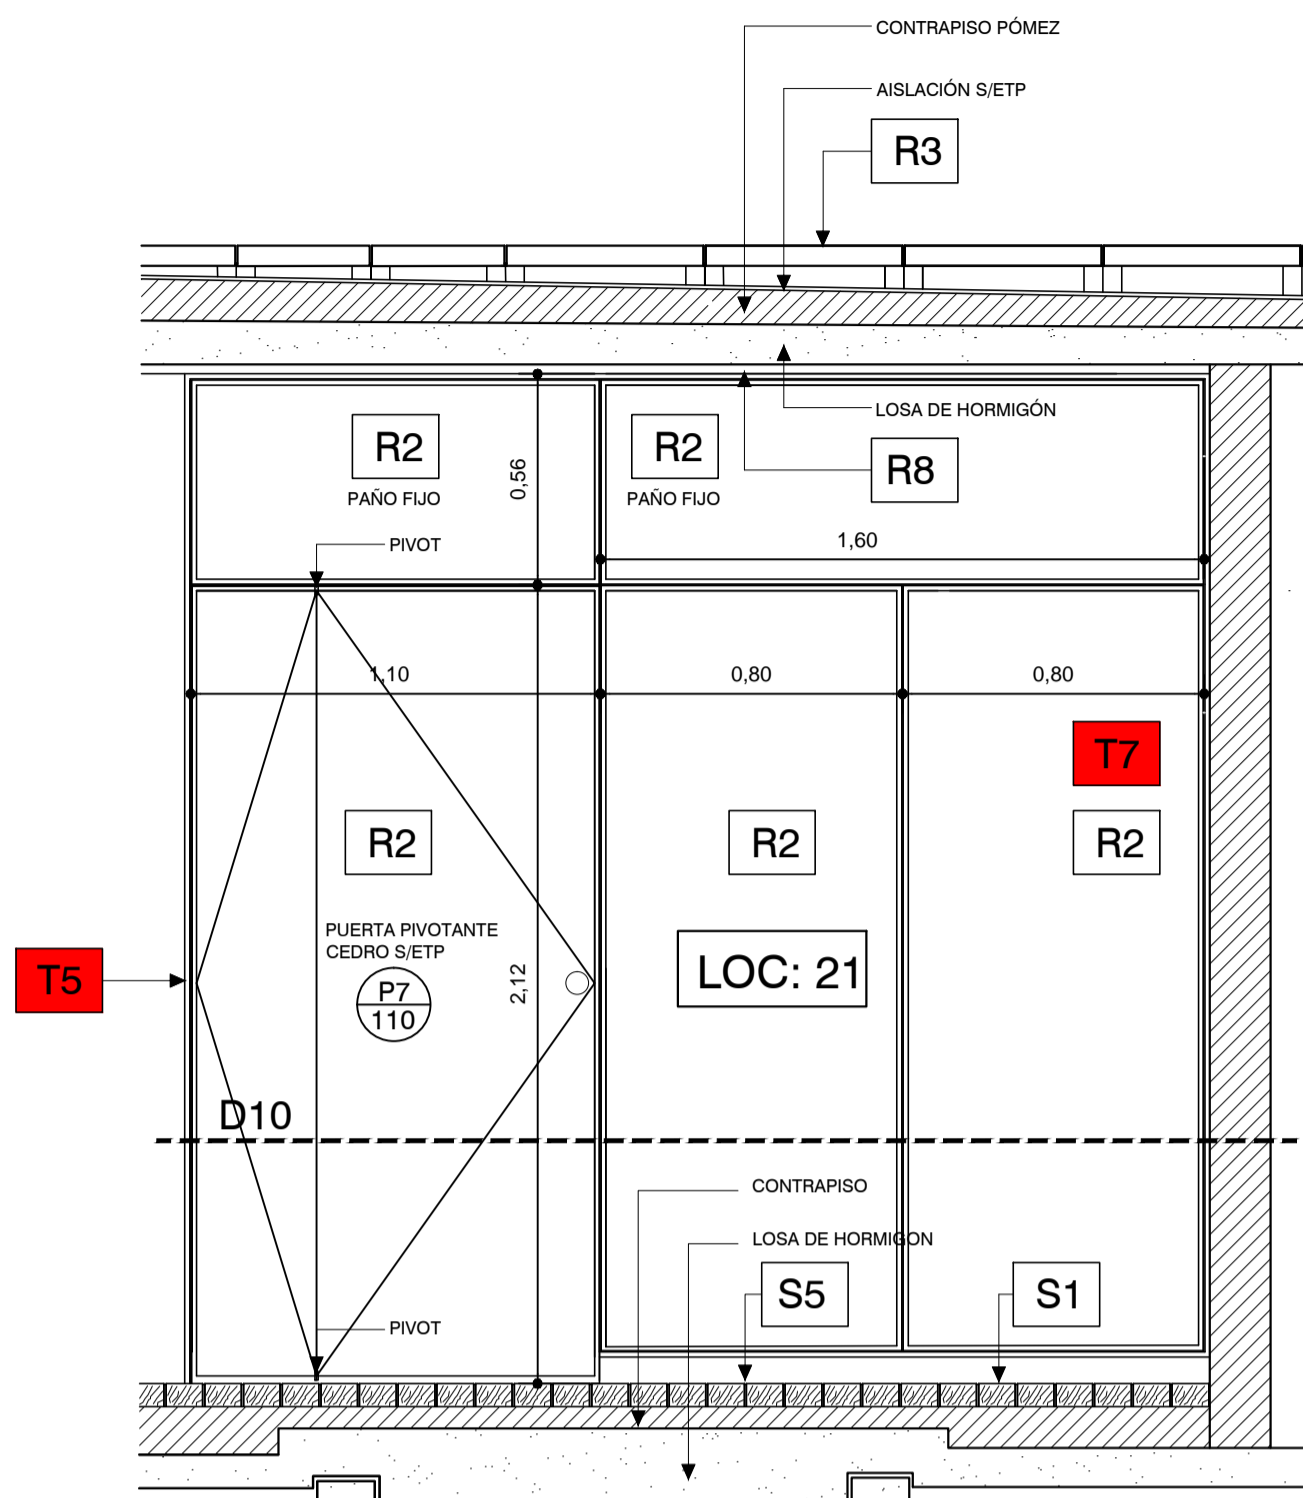 CONTRAPISO PÓMEZ
AISLACIÓN S/ETP
R3
LOSA DE HORMIGÓN
R2
PAÑO FIJO
0,56
R2
PAÑO FIJO
R8
PIVOT
1,60
1,10
0,80
0,80
T7
R2
R2
R2
PUERTA PIVOTANTE
CEDRO S/ETP
P7
110
2,12
LOC: 21
T5
D10
CONTRAPISO
LOSA DE HORMIGON
S5
S1
PIVOT